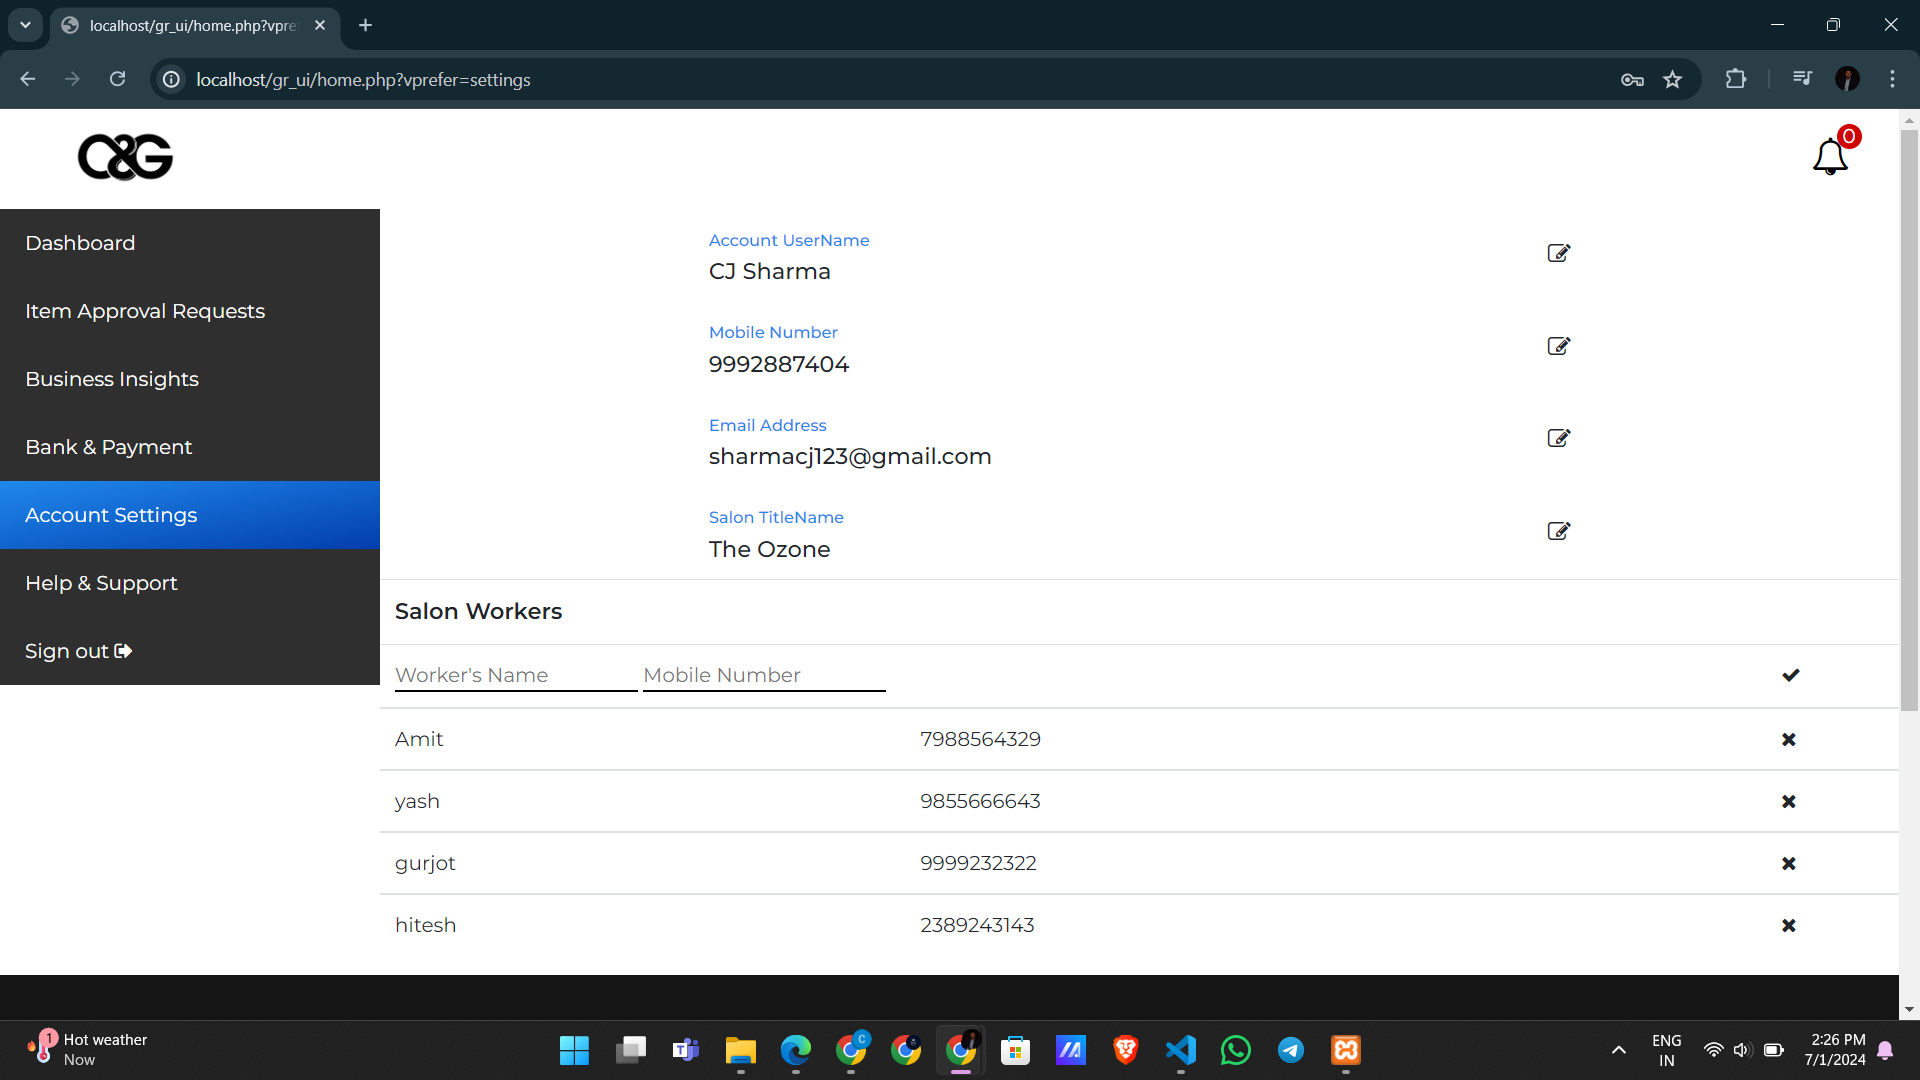 localhost/gr_ui/home.php?vpre
localhost/gr_ui/home.php?vprefer=settings
C&G
0
Dashboard
Item Approval Requests
Business Insights
Bank & Payment
Account Settings
Help & Support
Sign out
Account UserName
CJ Sharma
Mobile Number
9992887404
Email Address
sharmacj123@gmail.com
Salon TitleName
The Ozone
Salon Workers
Worker's Name Mobile Number
Amit 7988564329
yash 9855666643
gurjot 9999232322
hitesh 2389243143
1
Hot weather
Now
C
ENG
IN
2:26 PM
7/1/2024